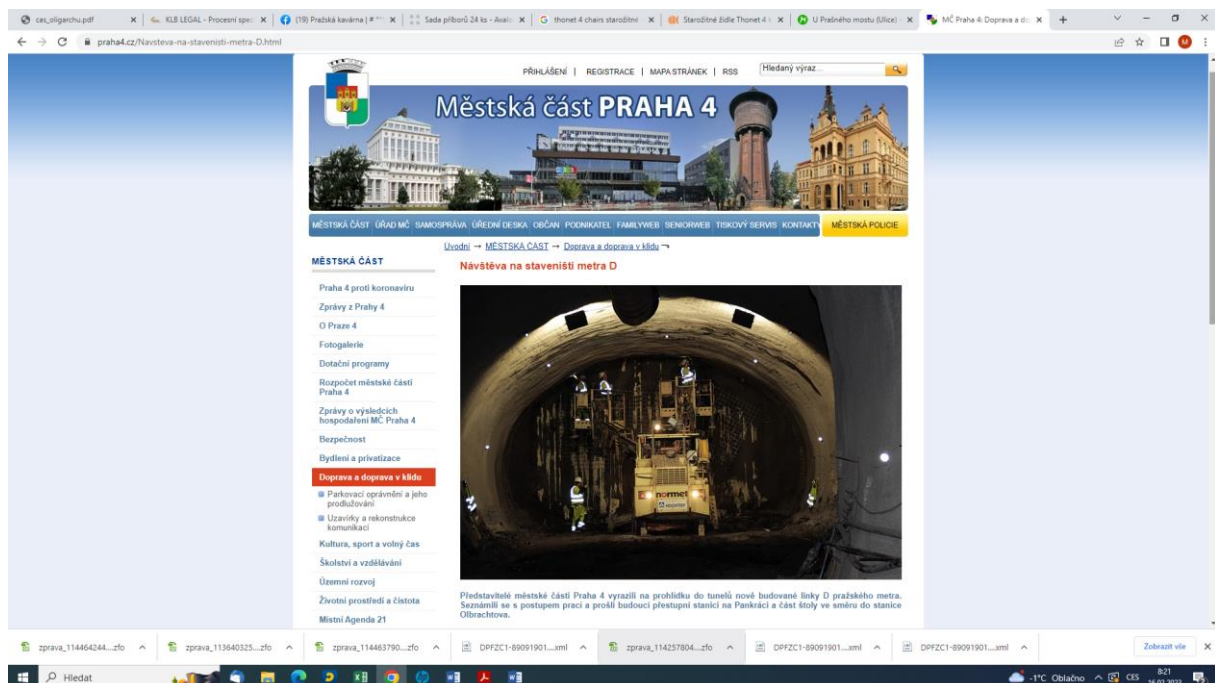 ces_oligarchu.pdf
KLB LEGAL - Procesní spec
(19) Pražská kavárna | #
Sada příborů 24 ks - Avalo
thonet 4 chairs starožitné
Starožitné židle Thonet 4
U Prašného mostu (Ulice)
MČ Praha 4: Doprava a do
praha4.cz/Navsteva-na-stavenisti-metra-D.html
PŘIHLÁŠENÍ | REGISTRACE | MAPA STRÁNEK | RSS
Hledaný výraz...
Městská část PRAHA 4
MĚSTSKÁ ČÁST ÚŘAD MČ SAMOSPRÁVA ÚŘEDNÍ DESKA OBČAN PODNIKATEL FAMILYWEB SENIORWEB TISKOVÝ SERVIS KONTAKTY MĚSTSKÁ POLICIE
Úvodní → MĚSTSKÁ ČÁST → Doprava a doprava v klidu
MĚSTSKÁ ČÁST
Návštěva na staveništi metra D
Praha 4 proti koronaviru
Zprávy z Prahy 4
O Praze 4
Fotogalerie
Dotační programy
Rozpočet městské části
Praha 4
Zprávy o výsledcích
hospodaření MČ Praha 4
Bezpečnost
Bydlení a privatizace
Doprava a doprava v klidu
Parkovací oprávnění a jeho
prodlužování
Uzavírky a rekonstrukce
komunikací
Kultura, sport a volný čas
Školství a vzdělávání
Územní rozvoj
Životní prostředí a čistota
Místní Agenda 21
normet
Představitelé městské části Praha 4 vyrazili na prohlídku do tunelů nově budované linky D pražského metra.
Seznámili se s postupem prací a prošli budoucí přestupní stanici na Pankráci a část štoly ve směru do stanice
Olbrachtova.
zprava_114464244....zfo
zprava_113640325....zfo
zprava_114463790....zfo
DPFZC1-89091901....xml
zprava_114257804....zfo
DPFZC1-89091901....xml
DPFZC1-89091901....xml
Zobrazit vše
Hledat
-1°C Oblačno
CES
8:21
16.02.2023